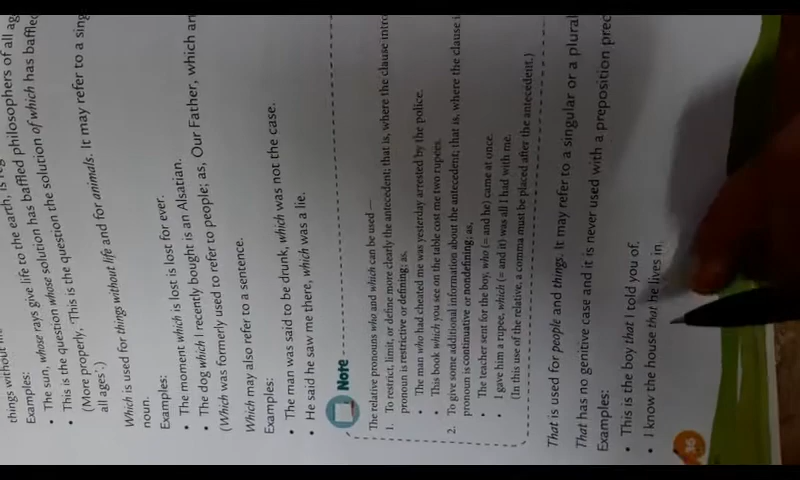 things without
Examples:
• The sun, whose rays give life to the earth, is
• This is the question whose solution has baffled philosophers of all ag
(More properly, 'This is the question the solution of which has baffled
all ages'.)
Which is used for things without life and for animals. It may refer to a sing
noun.
Examples:
• The moment which is lost is lost for ever.
• The dog which I recently bought is an Alsatian.
(Which was formerly used to refer to people; as, Our Father, which ar
Which may also refer to a sentence.
Examples:
• The man was said to be drunk, which was not the case.
• He said he saw me there, which was a lie.
Note
The relative pronouns who and which can be used —
1. To restrict, limit, or define more clearly the antecedent; that is, where the clause intro
pronoun is restrictive or defining; as,
• The man who had cheated me was yesterday arrested by the police.
• This book which you see on the table cost me two rupees.
2. To give some additional information about the antecedent; that is, where the clause i
pronoun is continuative or nondefining; as,
• The teacher sent for the boy, who (= and he) came at once.
• I gave him a rupee, which (= and it) was all I had with me.
(In this use of the relative, a comma must be placed after the antecedent.)
That is used for people and things. It may refer to a singular or a plural
That has no genitive case and it is never used with a preposition prec
Examples:
• This is the boy that I told you of.
• I know the house that he lives in.
36